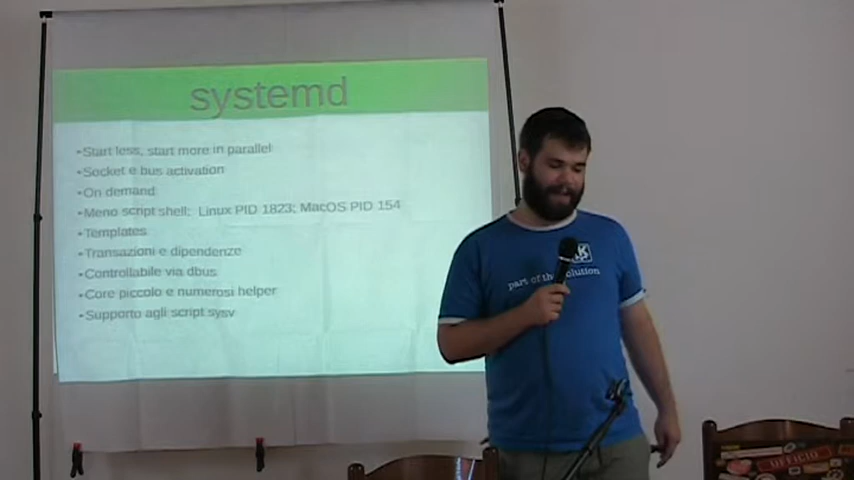 systemd
•Start less, start more in parallel
•Socket e bus activation
•On demand
•Meno script shell: Linux PID 1823; MacOS PID 154
•Templates
•Transazioni e dipendenze
•Controllabile via dbus
•Core piccolo e numerosi helper
•Supporto agli script sysv
K
part of the solution
UFFICIO